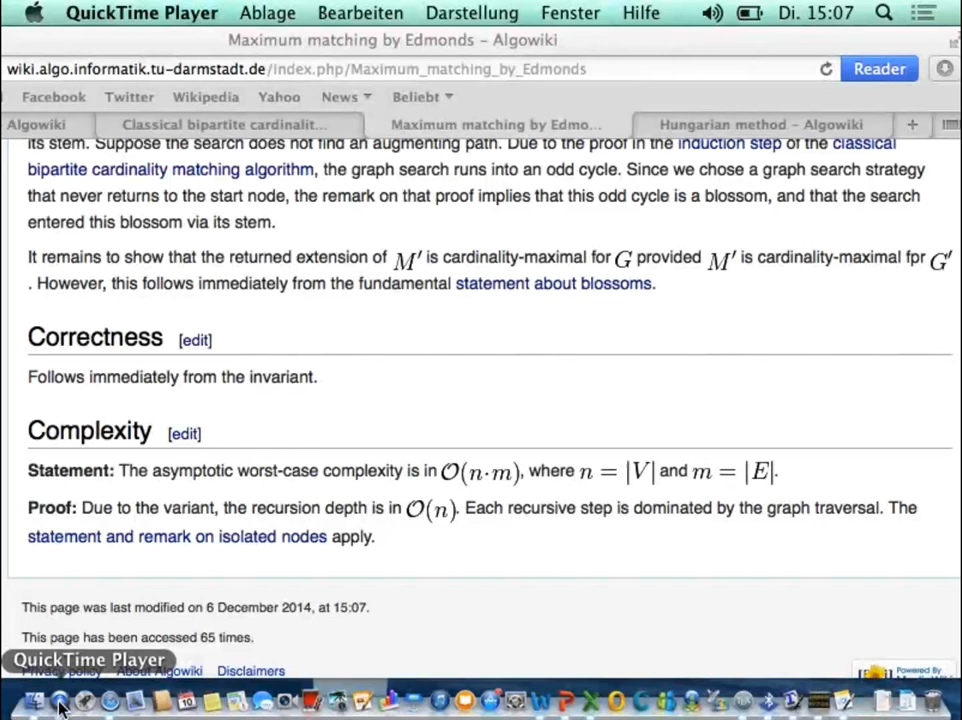 QuickTime Player Ablage Bearbeiten Darstellung Fenster Hilfe Di. 15:07
Maximum matching by Edmonds – Algowiki
wiki.algo.informatik.tu-darmstadt.de/index.php/Maximum_matching_by_Edmonds Reader
Facebook Twitter Wikipedia Yahoo News Beliebt
Algowiki Classical bipartite cardinalit... Maximum matching by Edmo... Hungarian method – Algowiki +
its stem. Suppose the search does not find an augmenting path. Due to the proof in the induction step of the classical
bipartite cardinality matching algorithm, the graph search runs into an odd cycle. Since we chose a graph search strategy
that never returns to the start node, the remark on that proof implies that this odd cycle is a blossom, and that the search
entered this blossom via its stem.
It remains to show that the returned extension of M′ is cardinality-maximal for G provided M′ is cardinality-maximal fpr G′
. However, this follows immediately from the fundamental statement about blossoms.
Correctness [edit]
Follows immediately from the invariant.
Complexity [edit]
Statement: The asymptotic worst-case complexity is in O(n·m), where n = |V| and m = |E|.
Proof: Due to the variant, the recursion depth is in O(n). Each recursive step is dominated by the graph traversal. The
statement and remark on isolated nodes apply.
This page was last modified on 6 December 2014, at 15:07.
This page has been accessed 65 times.
QuickTime Player
Privacy policy About Algowiki Disclaimers
Powered By
10